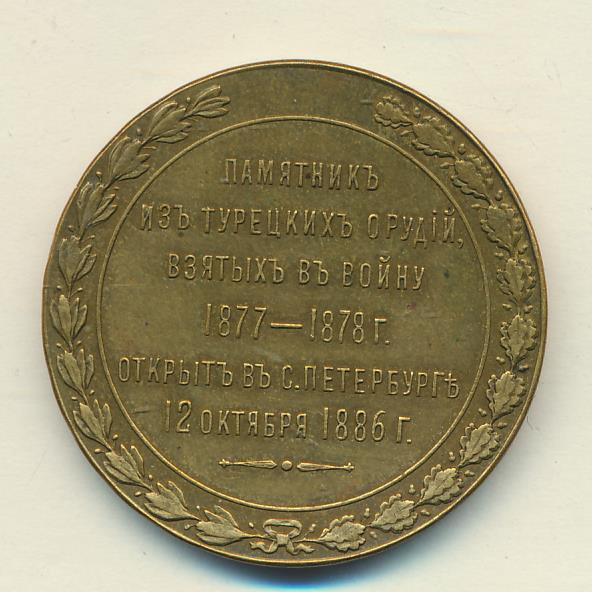 ПАМЯТНИКЪ
ИЗЪ ТУРЕЦКИХЪ ОРУДІЙ,
ВЗЯТЫХЪ ВЪ ВОЙНУ
1877—1878 Г.
ОТКРЫТЪ ВЪ С. ПЕТЕРБУРГѢ
12 ОКТЯБРЯ 1886 Г.